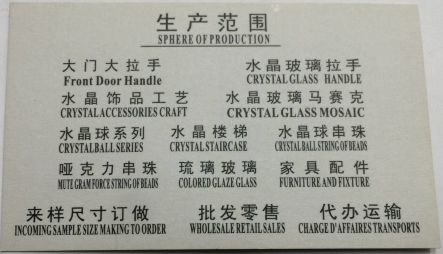 生产范围
SPHERE OF PRODUCTION
大门大拉手 水晶玻璃拉手
Front Door Handle CRYSTAL GLASS HANDLE
水晶饰品工艺 水晶玻璃马赛克
CRYSTAL ACCESSORIES CRAFT CRYSTAL GLASS MOSAIC
水晶球系列 水晶楼梯 水晶球串珠
CRYSTAL BALL SERIES CRYSTAL STAIRCASE CRYSTAL BALL STRING OF BEADS
哑克力串珠 琉璃玻璃 家具配件
MUTE GRAM FORCE STRING OF BEADS COLORED GLAZE GLASS FURNITURE AND FIXTURE
来样尺寸订做 批发零售 代办运输
INCOMING SAMPLE SIZE MAKING TO ORDER WHOLESALE RETAIL SALES CHARGE D'AFFAIRES TRANSPORTS